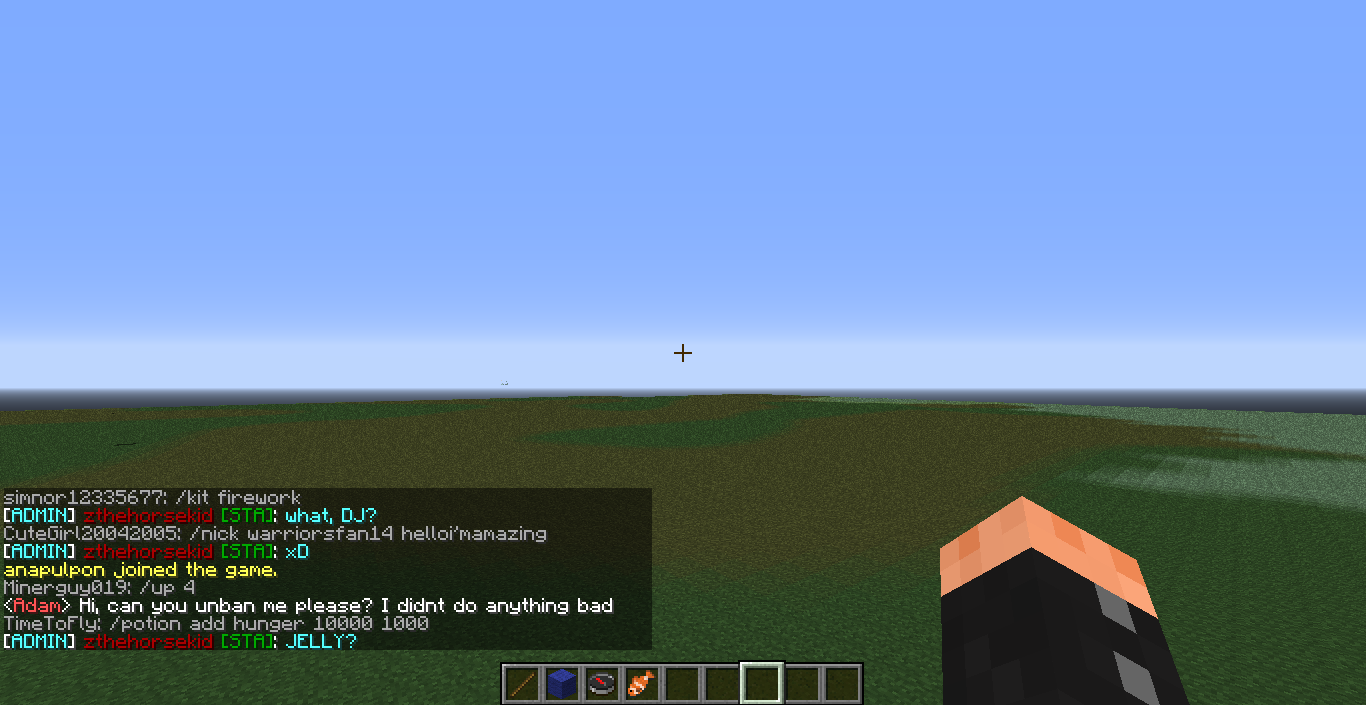 simnor12335677: /kit firework
[ADMIN] zthehorsekid [STA]: what, DJ?
CuteGirl20042005: /nick warriorsfan14 helloi'mamazing
[ADMIN] zthehorsekid [STA]: xD
anapulpon joined the game.
Minerguy019: /up 4
<Adam> Hi, can you unban me please? I didnt do anything bad
TimeToFly: /potion add hunger 10000 1000
[ADMIN] zthehorsekid [STA]: JELLY?